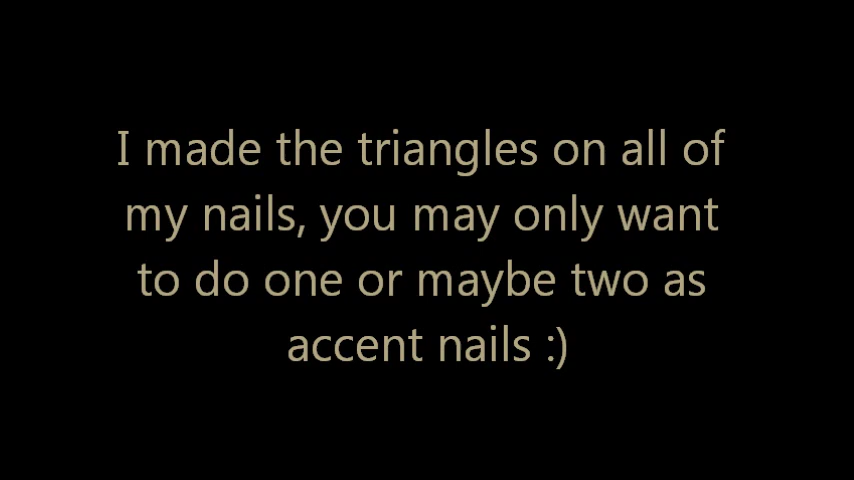 I made the triangles on all of
my nails, you may only want
to do one or maybe two as
accent nails :)